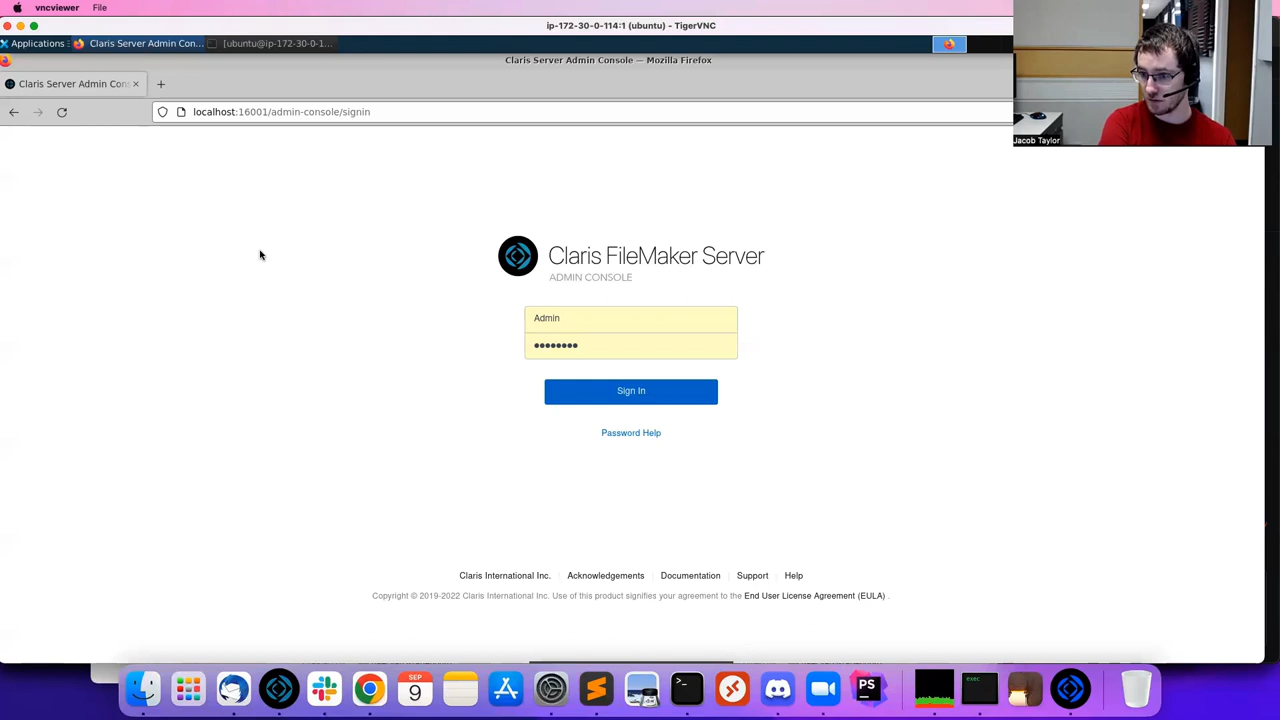 vncviewer File
ip-172-30-0-114:1 (ubuntu) - TigerVNC
Applications Claris Server Admin Con... [ubuntu@ip-172-30-0-1...
Claris Server Admin Console — Mozilla Firefox
Claris Server Admin Con
localhost:16001/admin-console/signin
Jacob Taylor
Claris FileMaker Server
ADMIN CONSOLE
Admin
●●●●●●●●
Sign In
Password Help
Claris International Inc. Acknowledgements Documentation Support Help
Copyright © 2019-2022 Claris International Inc. Use of this product signifies your agreement to the End User License Agreement (EULA) .
SEP
9
PS
exec